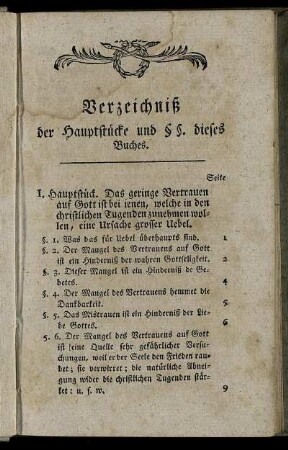 Verzeichniß
der Hauptstücke und §§. dieses
Buches.
Seite
I. Hauptstück. Das geringe Vertrauen
auf Gott ist bei jenen, welche in den
christlichen Tugenden zunehmen wol-
len, eine Ursache grosser Uebel.
§. 1. Was das für Uebel überhaupts sind. 1
§. 2. Der Mangel des Vertrauens auf Gott
ist ein Hinderniß der wahren Gottseligkeit. 2
§. 3. Dieser Mangel ist ein Hinderniß de Ge-
betes. 4
§. 4. Der Mangel des Vertrauens hemmet die
Dankbarkeit. 5
§. 5. Das Mistrauen ist ein Hinderniß der Lie-
be Gottes. 6
§. 6. Der Mangel des Vertrauens auf Gott
ist keine Quelle sehr gefährlicher Versu-
chungen, weil er der Seele den Frieden rau-
bet; sie verwirret; die natürliche Abnei-
gung wider die christlichen Tugenden stär-
ket: u. s. w. 9